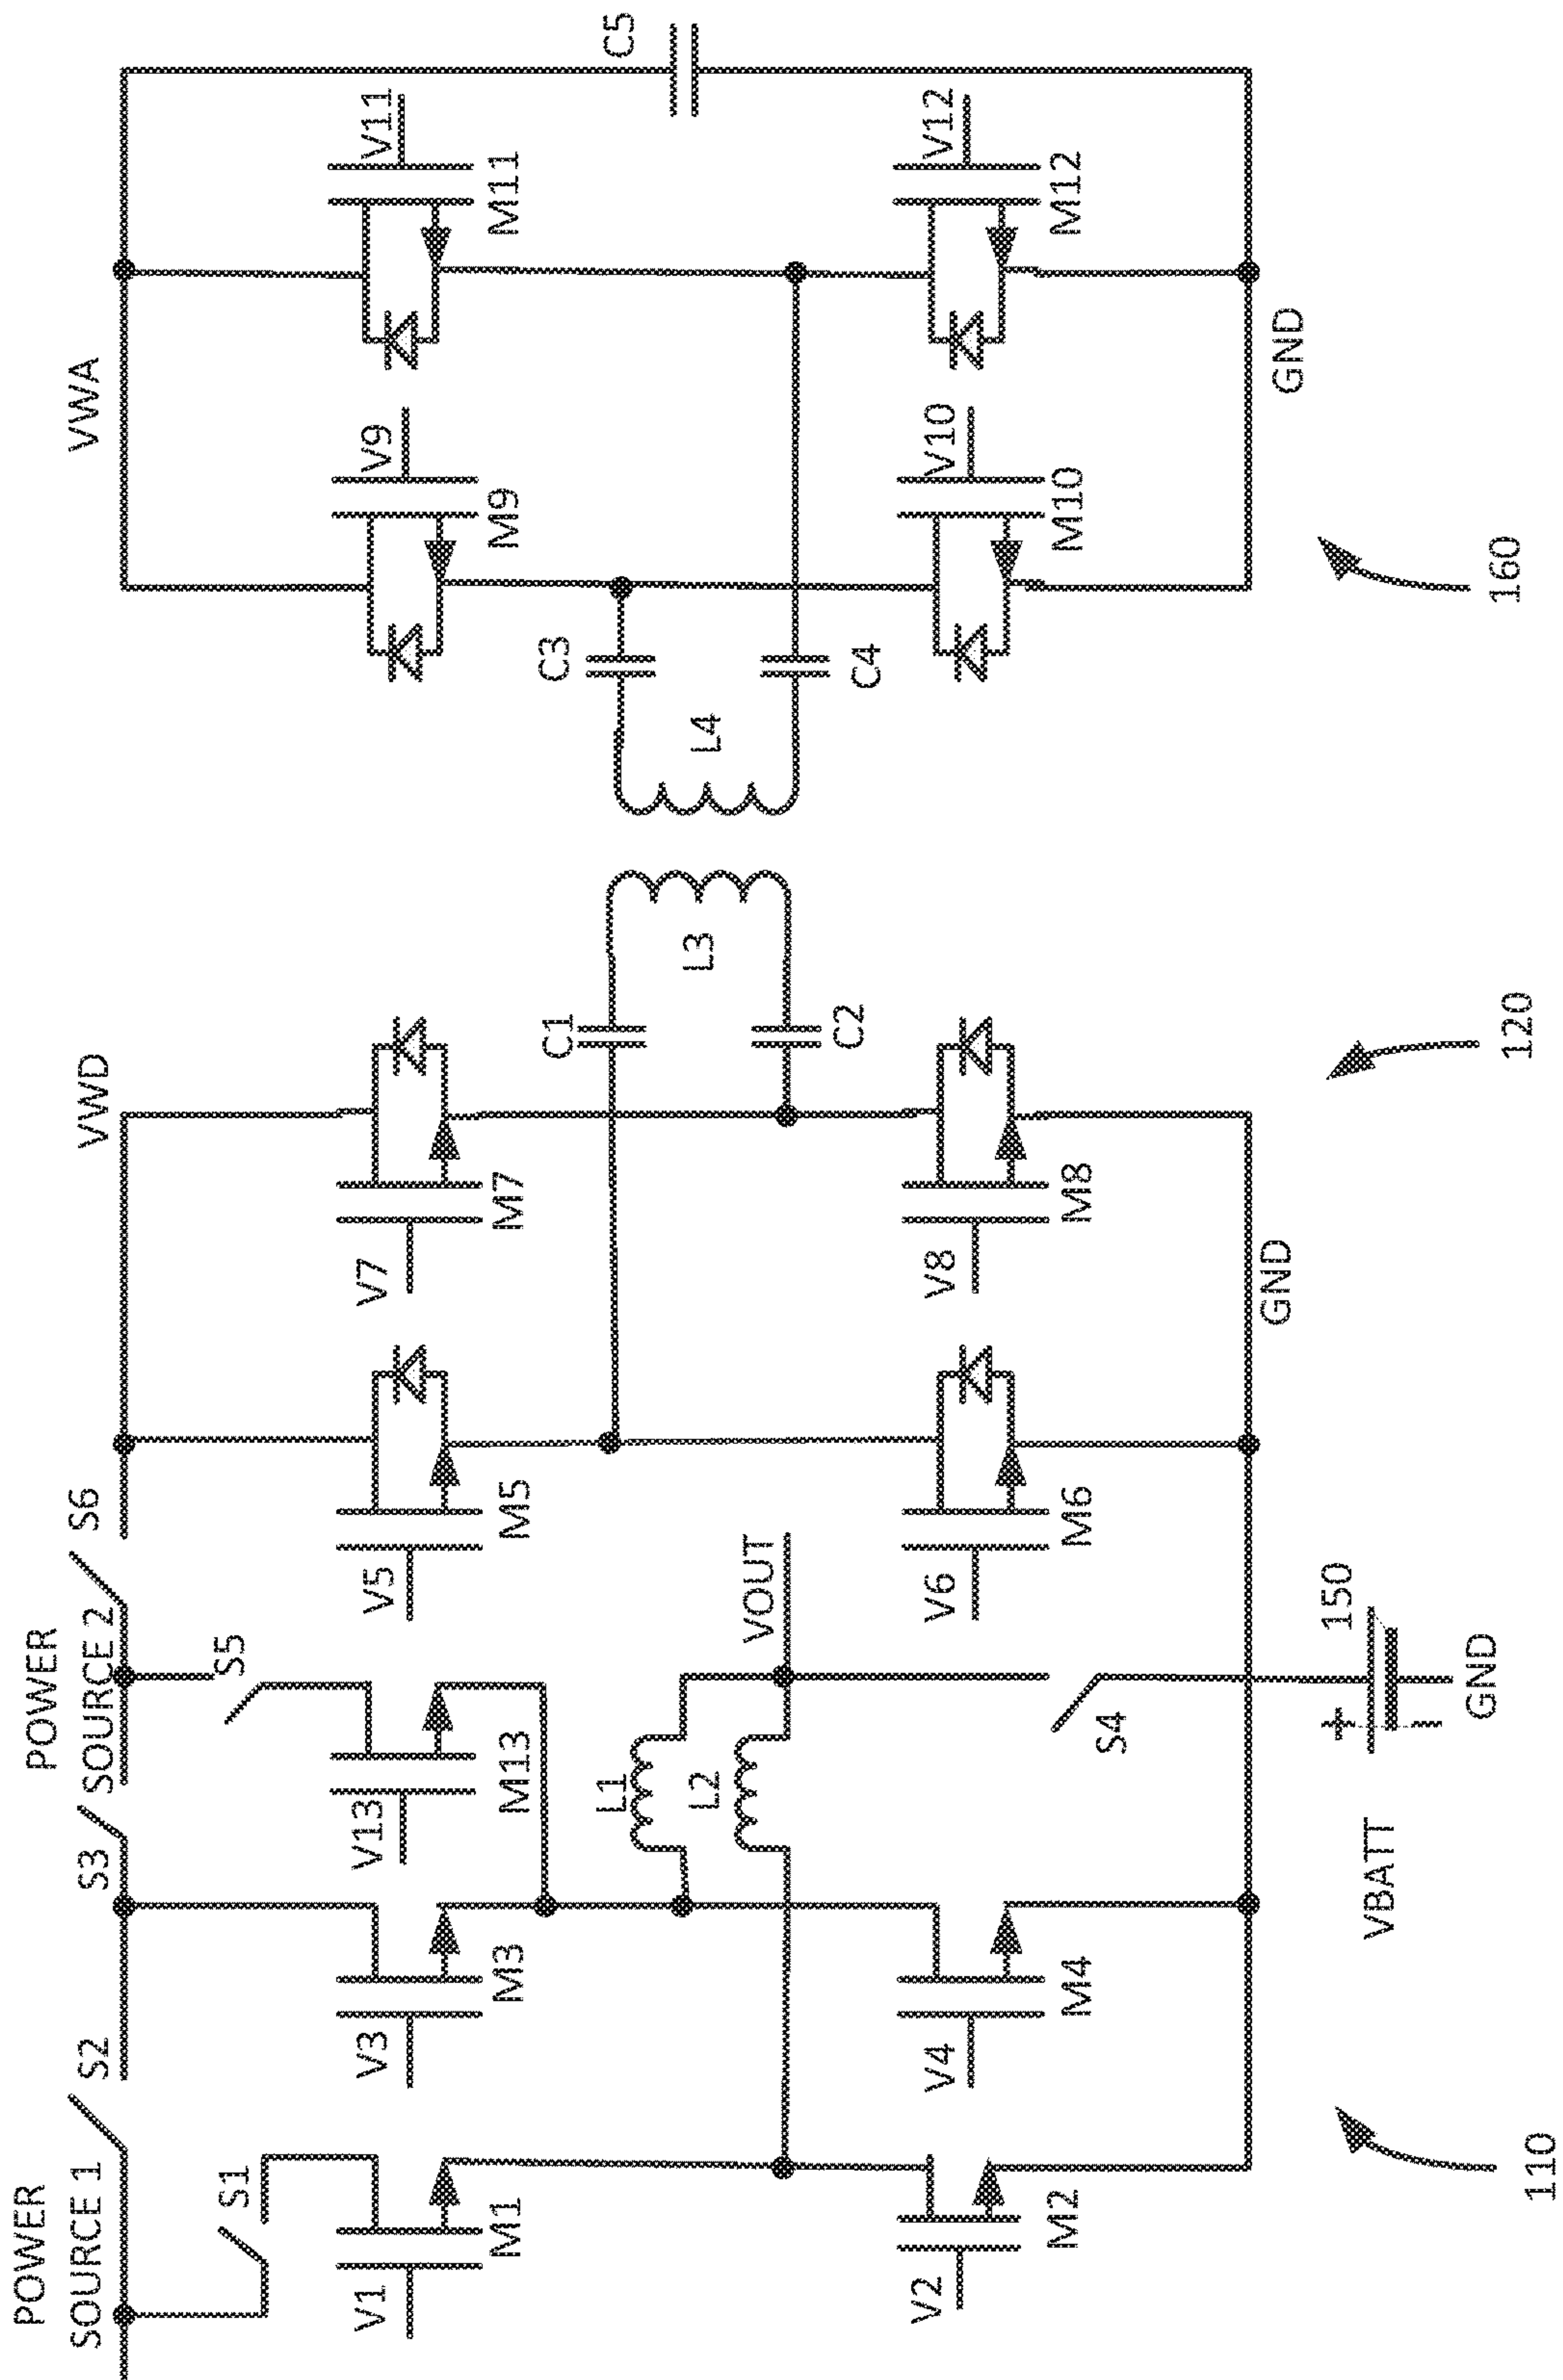 POWER
SOURCE 1
S1
S2
S3
POWER
SOURCE 2
S5
S6
VWD
VWA
V1
M1
V3
M3
V13
M13
V5
M5
V7
M7
M9
V9
M11
V11
L1
L2
VOUT
C1
C2
L3
L4
C3
C4
C5
V2
M2
V4
M4
S4
V6
M6
V8
M8
M10
V10
M12
V12
GND
GND
VBATT
+
-
150
GND
110
120
160